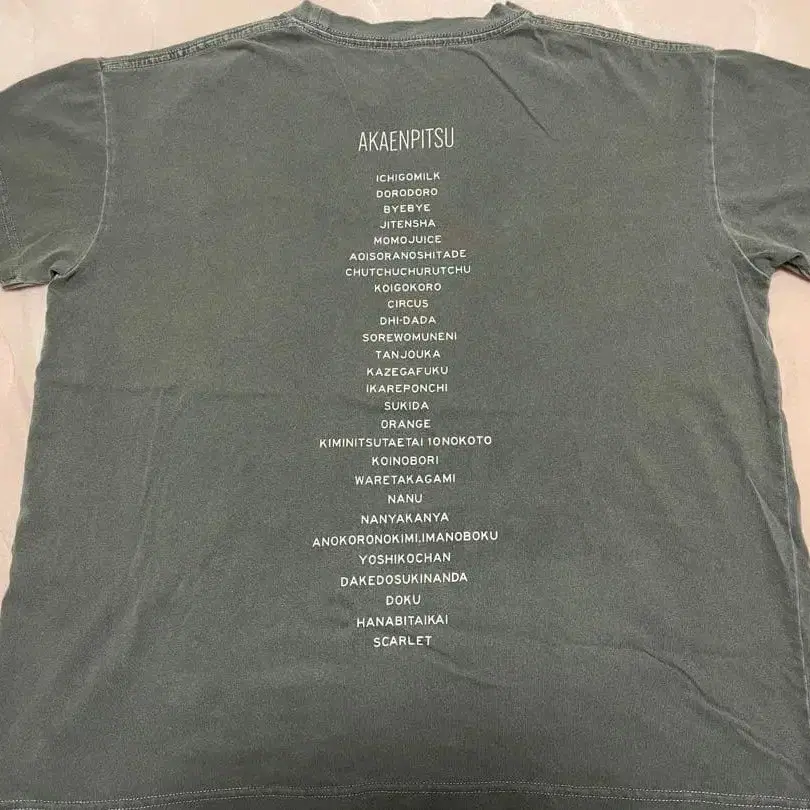 AKAENPITSU
ICHIGOMILK
DORODORO
BYEBYE
JITENSHA
MOMOJUICE
AOISORANOSHITADE
CHUTCHUCHURUTCHU
KOIGOKORO
CIRCUS
DHI-DADA
SOREWOMUNENI
TANJOUKA
KAZEGAFUKU
IKAREPONCHI
SUKIDA
ORANGE
KIMINITSUTAETAI 10NOKOTO
KOINOBORI
WARETAKAGAMI
NANU
NANYAKANYA
ANOKORONOKIMI,IMANOBOKU
YOSHIKOCHAN
DAKEDOSUKINANDA
DOKU
HANABITAIKAI
SCARLET